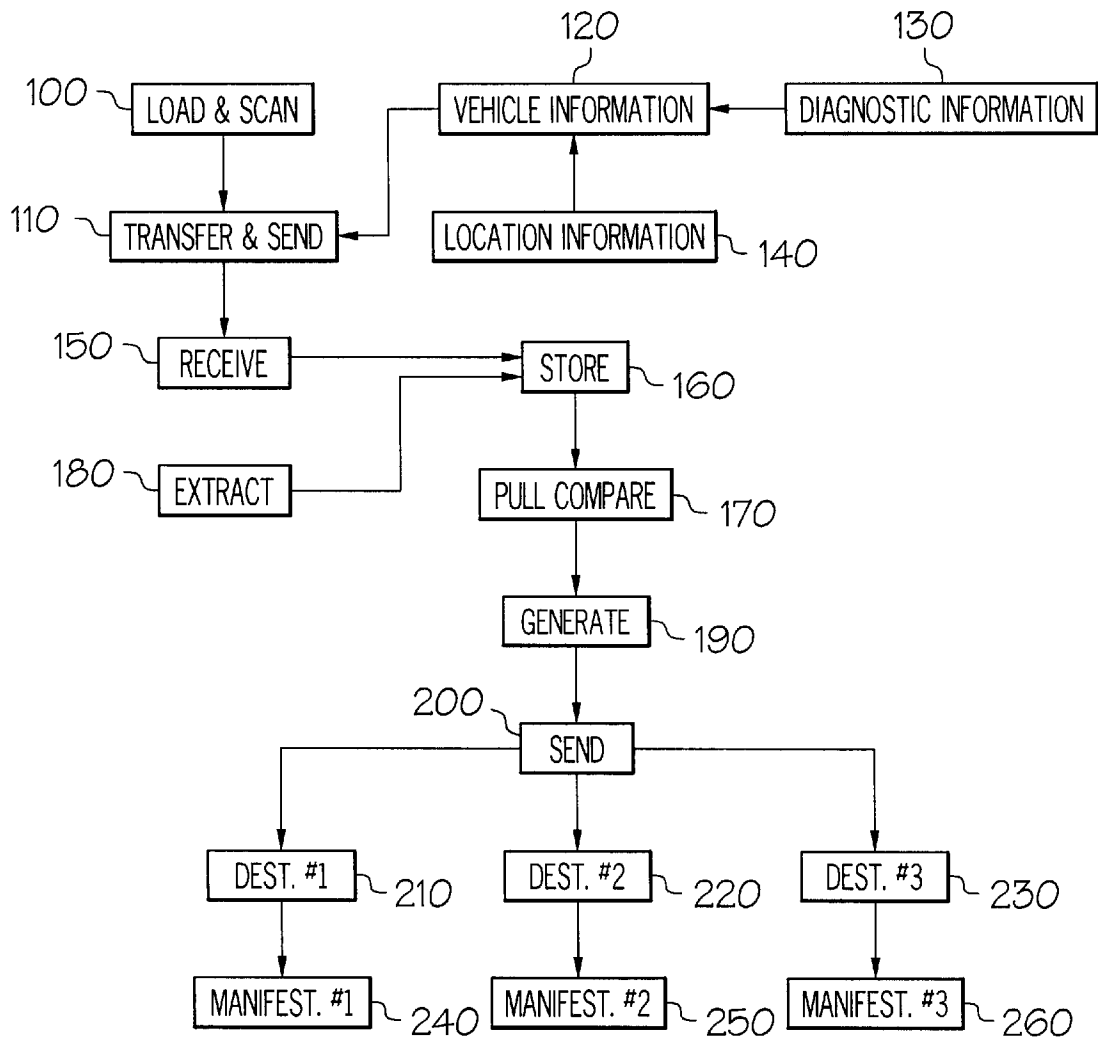 120
130
100
LOAD & SCAN
VEHICLE INFORMATION
DIAGNOSTIC INFORMATION
110
TRANSFER & SEND
LOCATION INFORMATION
140
150
RECEIVE
STORE
160
180
EXTRACT
PULL COMPARE
170
GENERATE
190
200
SEND
DEST. #1
210
DEST. #2
220
DEST. #3
230
MANIFEST. #1
240
MANIFEST. #2
250
MANIFEST. #3
260